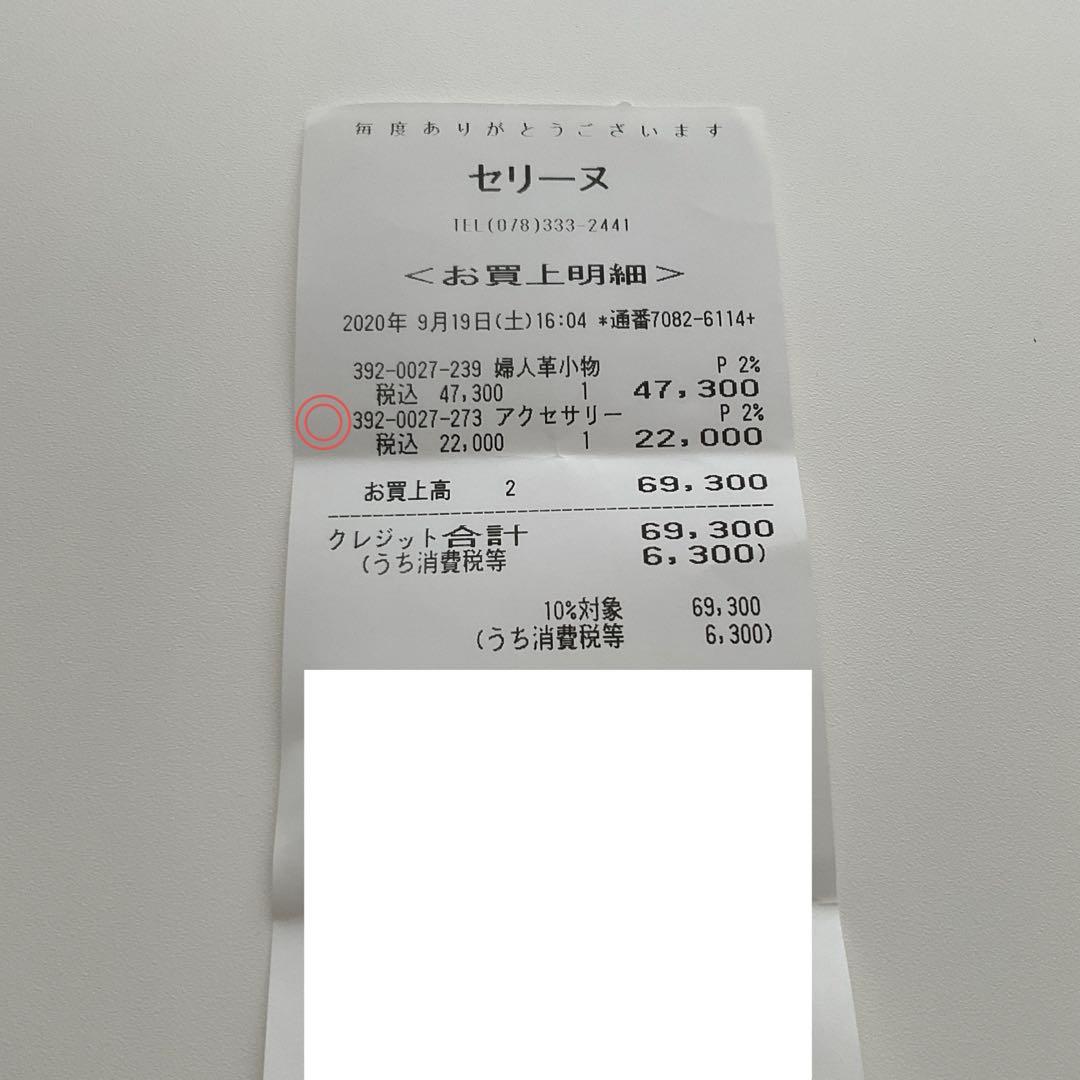 毎度ありがとうございます
セリーヌ
TEL(078)333-2441
<お買上明細>
2020年 9月19日(土)16:04 *通番7082-6114+
392-0027-239 婦人革小物 P 2%
税込 47,300 1 47,300
392-0027-273 アクセサリー P 2%
税込 22,000 1 22,000
お買上高 2 69,300
クレジット合計 69,300
(うち消費税等 6,300)
10%対象 69,300
(うち消費税等 6,300)